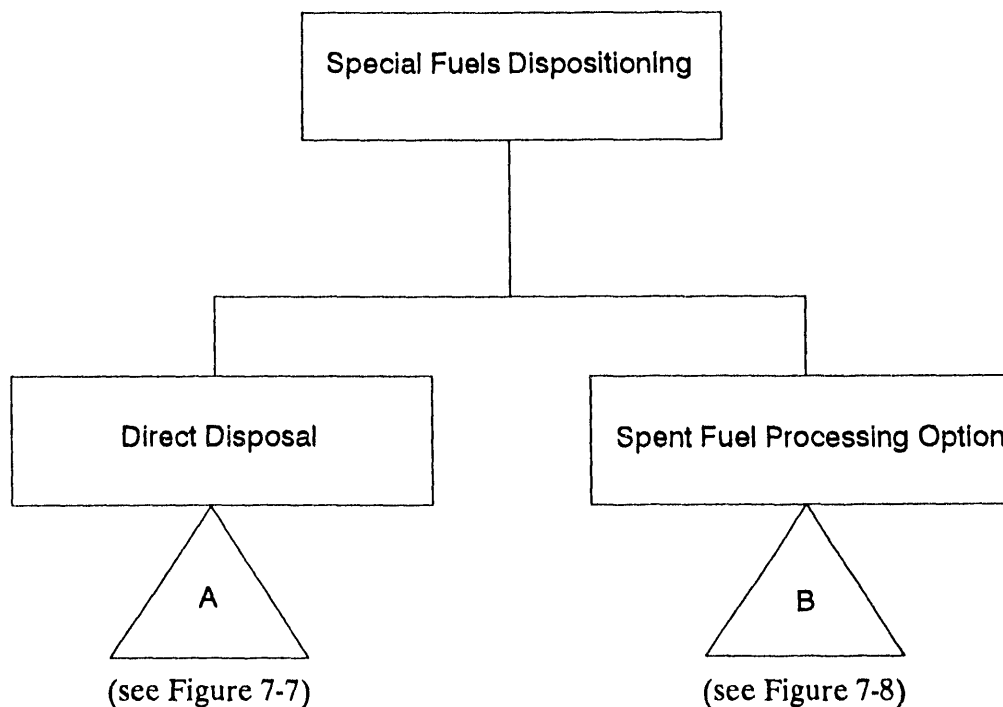 Special Fuels Dispositioning
Direct Disposal
Spent Fuel Processing Option
A
B
(see Figure 7-7)
(see Figure 7-8)